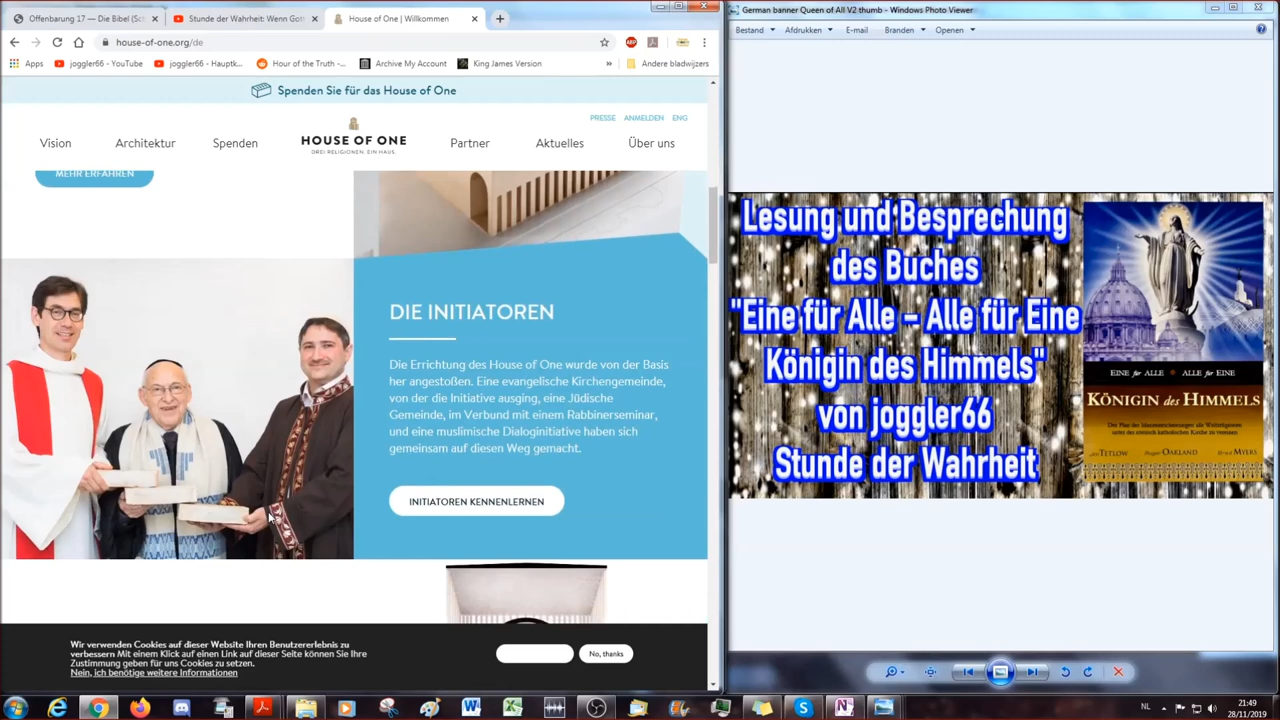 Offenbarung 17 — Die Bibel (Sc
Stunde der Wahrheit: Wenn Got
House of One | Willkommen
German banner Queen of All V2 thumb - Windows Photo Viewer
house-of-one.org/de
Bestand
Afdrukken
E-mail
Branden
Openen
Apps
joggler66 - YouTube
joggler66 - Hauptk...
Hour of the Truth -...
Archive My Account
King James Version
»
Andere bladwijzers
Spenden Sie für das House of One
PRESSE
ANMELDEN
ENG
Vision
Architektur
Spenden
HOUSE OF ONE
DREI RELIGIONEN. EIN HAUS.
Partner
Aktuelles
Über uns
MEHR ERFAHREN
DIE INITIATOREN
Die Errichtung des House of One wurde von der Basis
her angestoßen. Eine evangelische Kirchengemeinde,
von der die Initiative ausing, eine Jüdische
Gemeinde, im Verbund mit einem Rabbinerseminar,
und eine muslimische Dialoginitiative haben sich
gemeinsam auf diesen Weg gemacht.
INITIATOREN KENNENLERNEN
Wir verwenden Cookies auf dieser Website Ihren Benutzererlebnis zu
verbessern Mit einem Klick auf einen Link auf dieser Seite können Sie Ihre
Zustimmung geben für uns Cookies zu setzen.
Nein, ich benötige weitere Informationen
No, thanks
Lesung und Besprechung
des Buches
"Eine für Alle – Alle für Eine
Königin des Himmels"
von joggler66
Stunde der Wahrheit
EINE für ALLE • ALLE für EINE
KÖNIGIN des HIMMELS
TETLOW
OAKLAND
MYERS
NL
21:49
28/11/2019